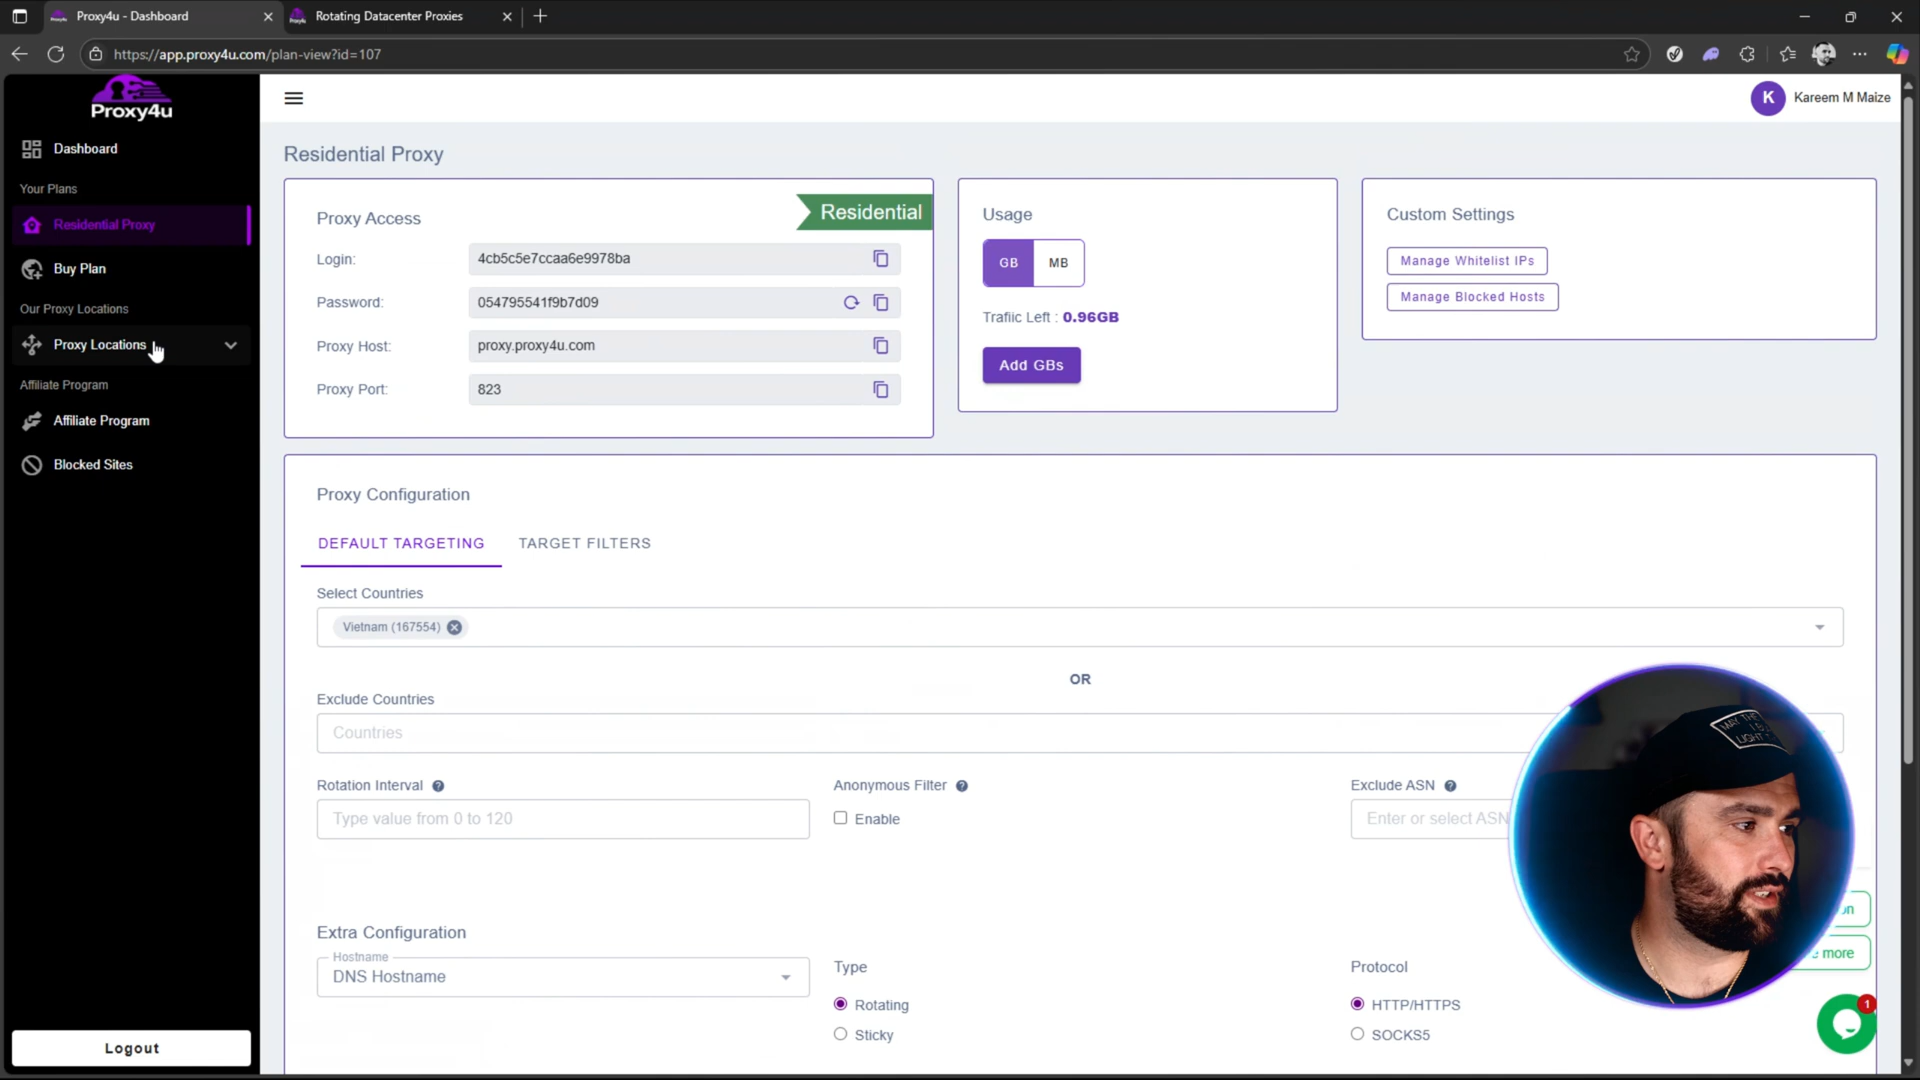 Proxy4u - Dashboard
Rotating Datacenter Proxies
https://app.proxy4u.com/plan-view?id=107
Proxy4u
K
Kareem M Maize
Dashboard
Your Plans
Residential Proxy
Buy Plan
Our Proxy Locations
Proxy Locations
Affiliate Program
Affiliate Program
Blocked Sites
Logout
Residential Proxy
Proxy Access
Residential
Login:
4cb5c5e7ccaa6e9978ba
Password:
054795541f9b7d09
Proxy Host:
proxy.proxy4u.com
Proxy Port:
823
Usage
GB
MB
Trafiic Left : 0.96GB
Add GBs
Custom Settings
Manage Whitelist IPs
Manage Blocked Hosts
Proxy Configuration
DEFAULT TARGETING
TARGET FILTERS
Select Countries
Vietnam (167554)
OR
Exclude Countries
Countries
Rotation Interval
Type value from 0 to 120
Anonymous Filter
Enable
Exclude ASN
Enter or select ASN
Extra Configuration
Hostname
DNS Hostname
Type
Rotating
Sticky
Protocol
HTTP/HTTPS
SOCKS5
more
1